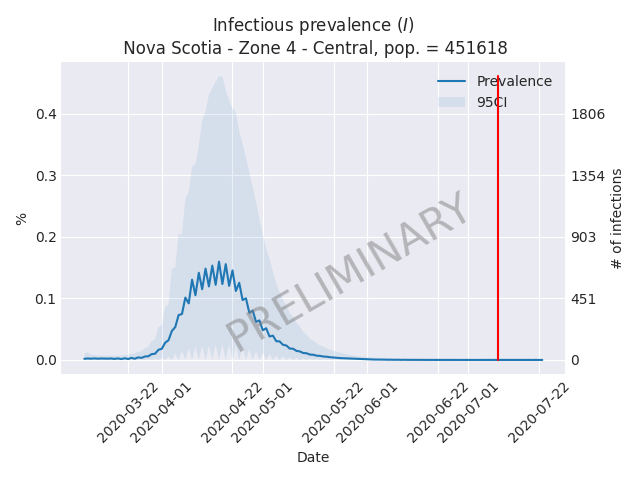 Infectious prevalence (I)
Nova Scotia - Zone 4 - Central, pop. = 451618
Prevalence
95CI
0.4
0.3
0.2
0.1
0.0
%
1806
1354
903
451
0
# of infections
PRELIMINARY
2020-03-22
2020-04-01
2020-04-22
2020-05-01
2020-05-22
2020-06-01
2020-06-22
2020-07-01
2020-07-22
Date